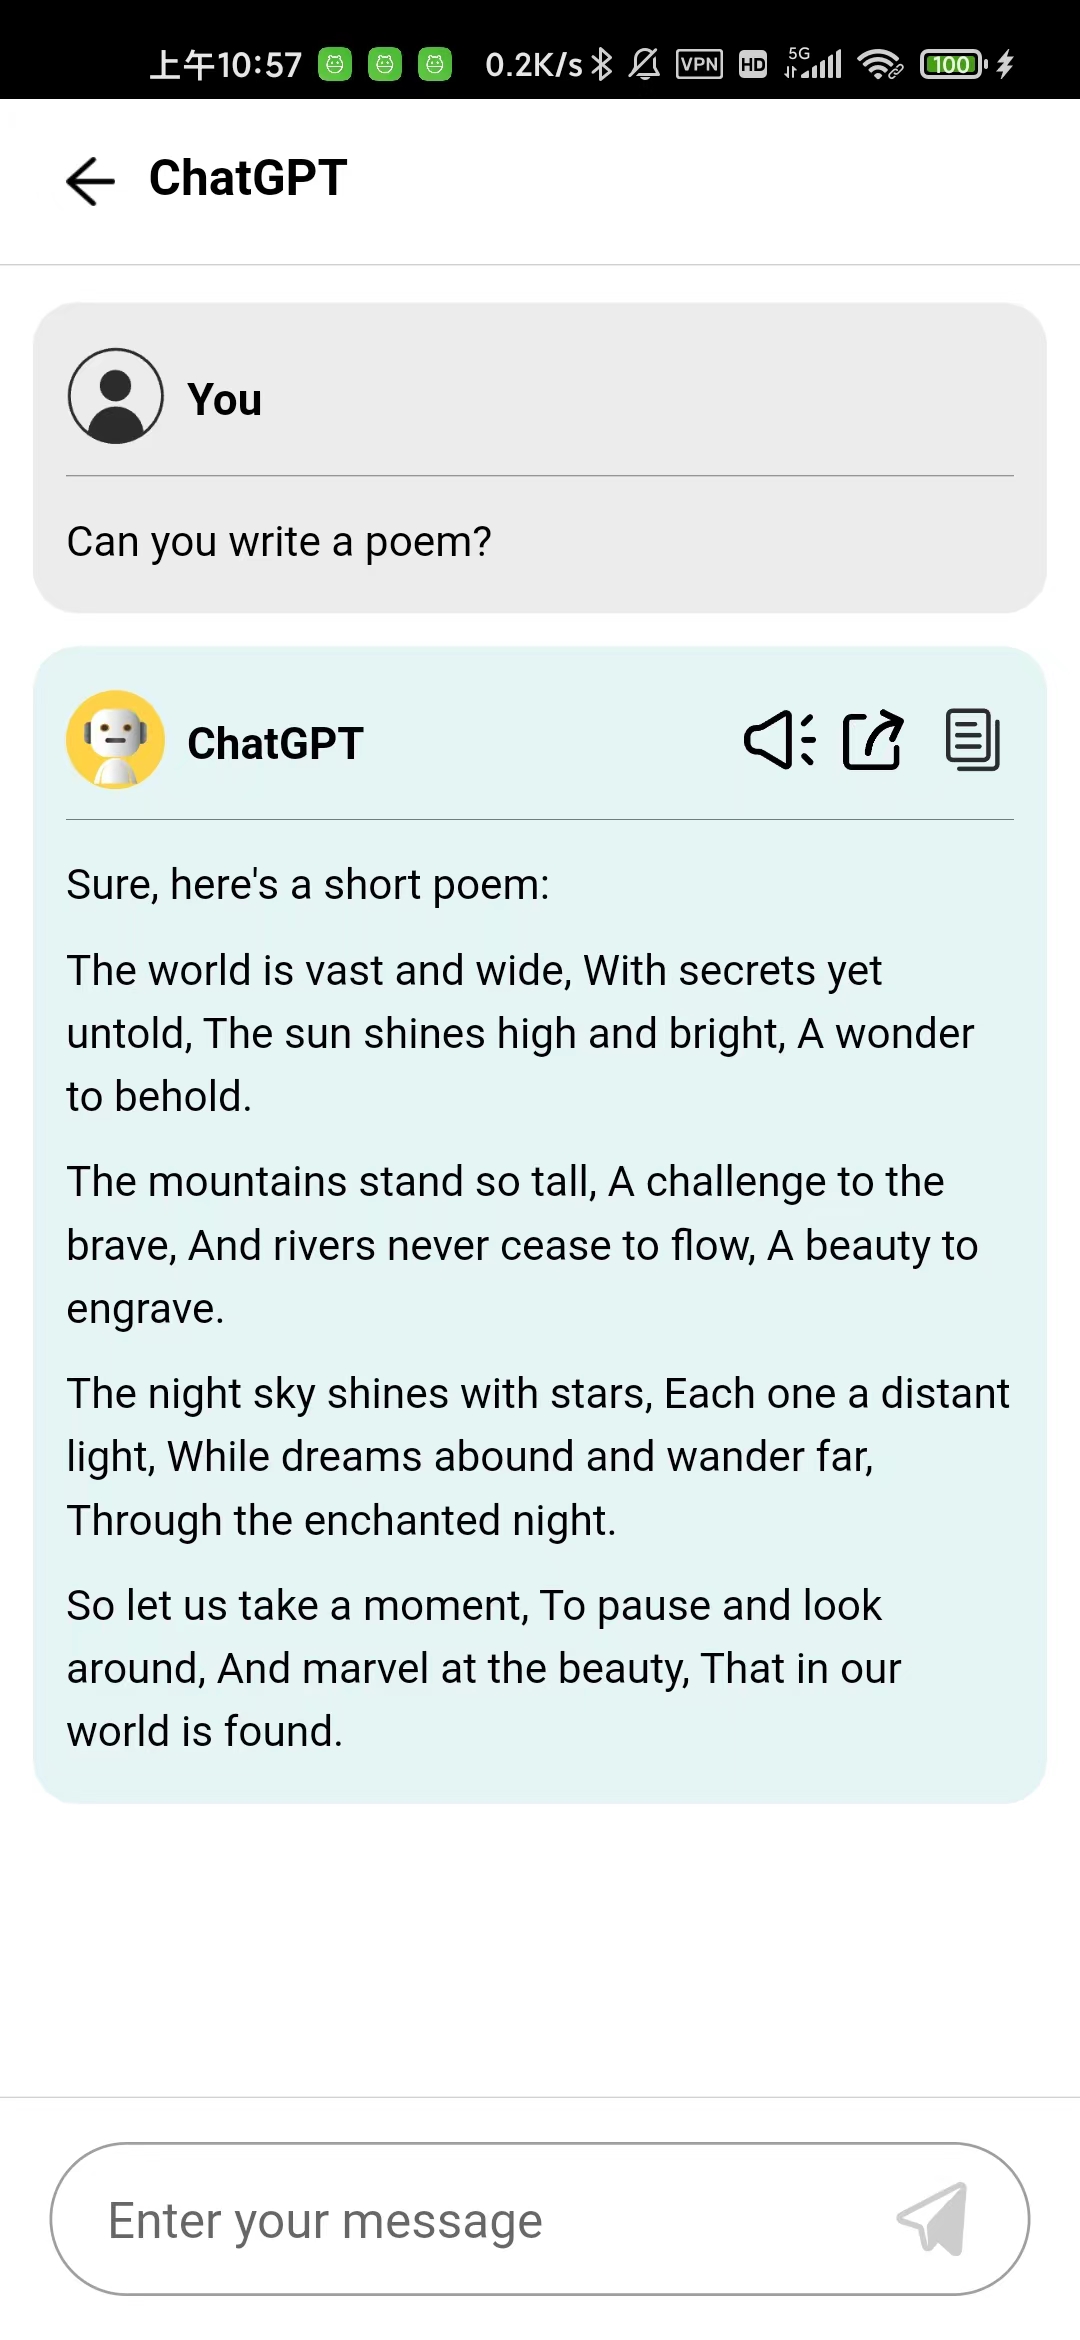 上午10:57 0.2K/s VPN HD 5G 100
ChatGPT
You
Can you write a poem?
ChatGPT
Sure, here's a short poem:
The world is vast and wide, With secrets yet
untold, The sun shines high and bright, A wonder
to behold.
The mountains stand so tall, A challenge to the
brave, And rivers never cease to flow, A beauty to
engrave.
The night sky shines with stars, Each one a distant
light, While dreams abound and wander far,
Through the enchanted night.
So let us take a moment, To pause and look
around, And marvel at the beauty, That in our
world is found.
Enter your message